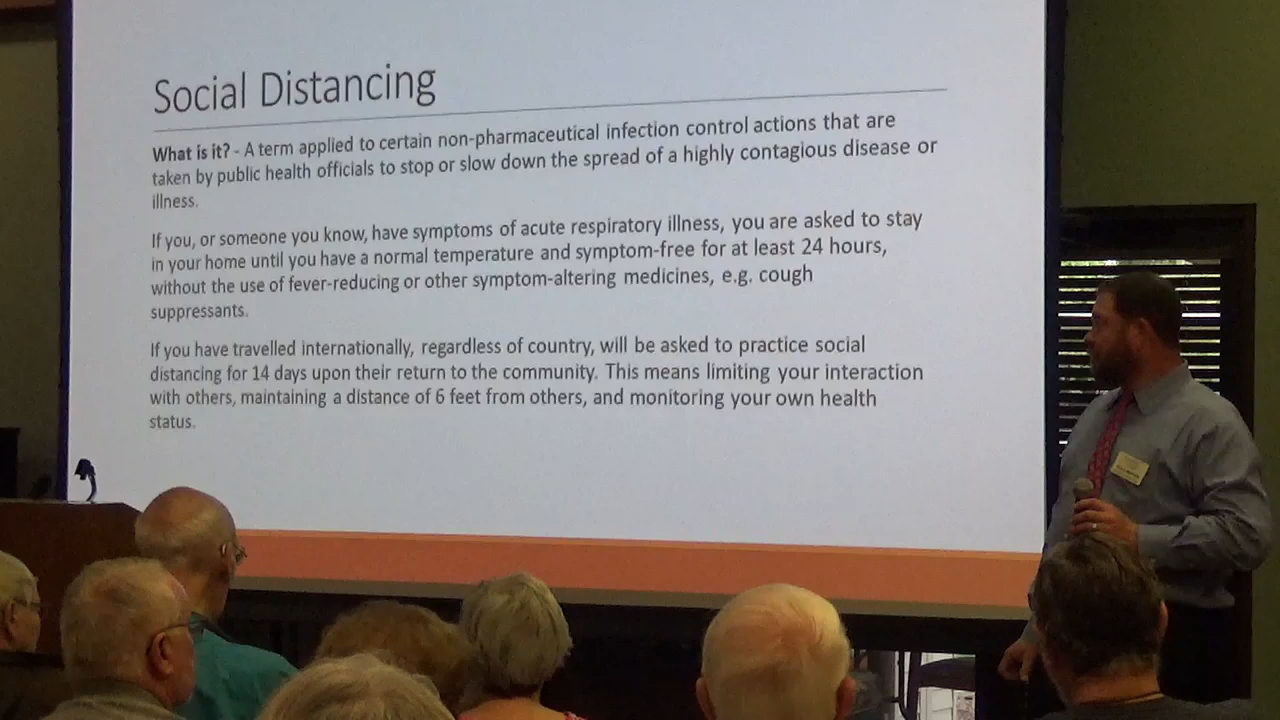 Social Distancing
What is it? - A term applied to certain non-pharmaceutical infection control actions that are
taken by public health officials to stop or slow down the spread of a highly contagious disease or
illness.
If you, or someone you know, have symptoms of acute respiratory illness, you are asked to stay
in your home until you have a normal temperature and symptom-free for at least 24 hours,
without the use of fever-reducing or other symptom-altering medicines, e.g. cough
suppressants.
If you have travelled internationally, regardless of country, will be asked to practice social
distancing for 14 days upon their return to the community. This means limiting your interaction
with others, maintaining a distance of 6 feet from others, and monitoring your own health
status.